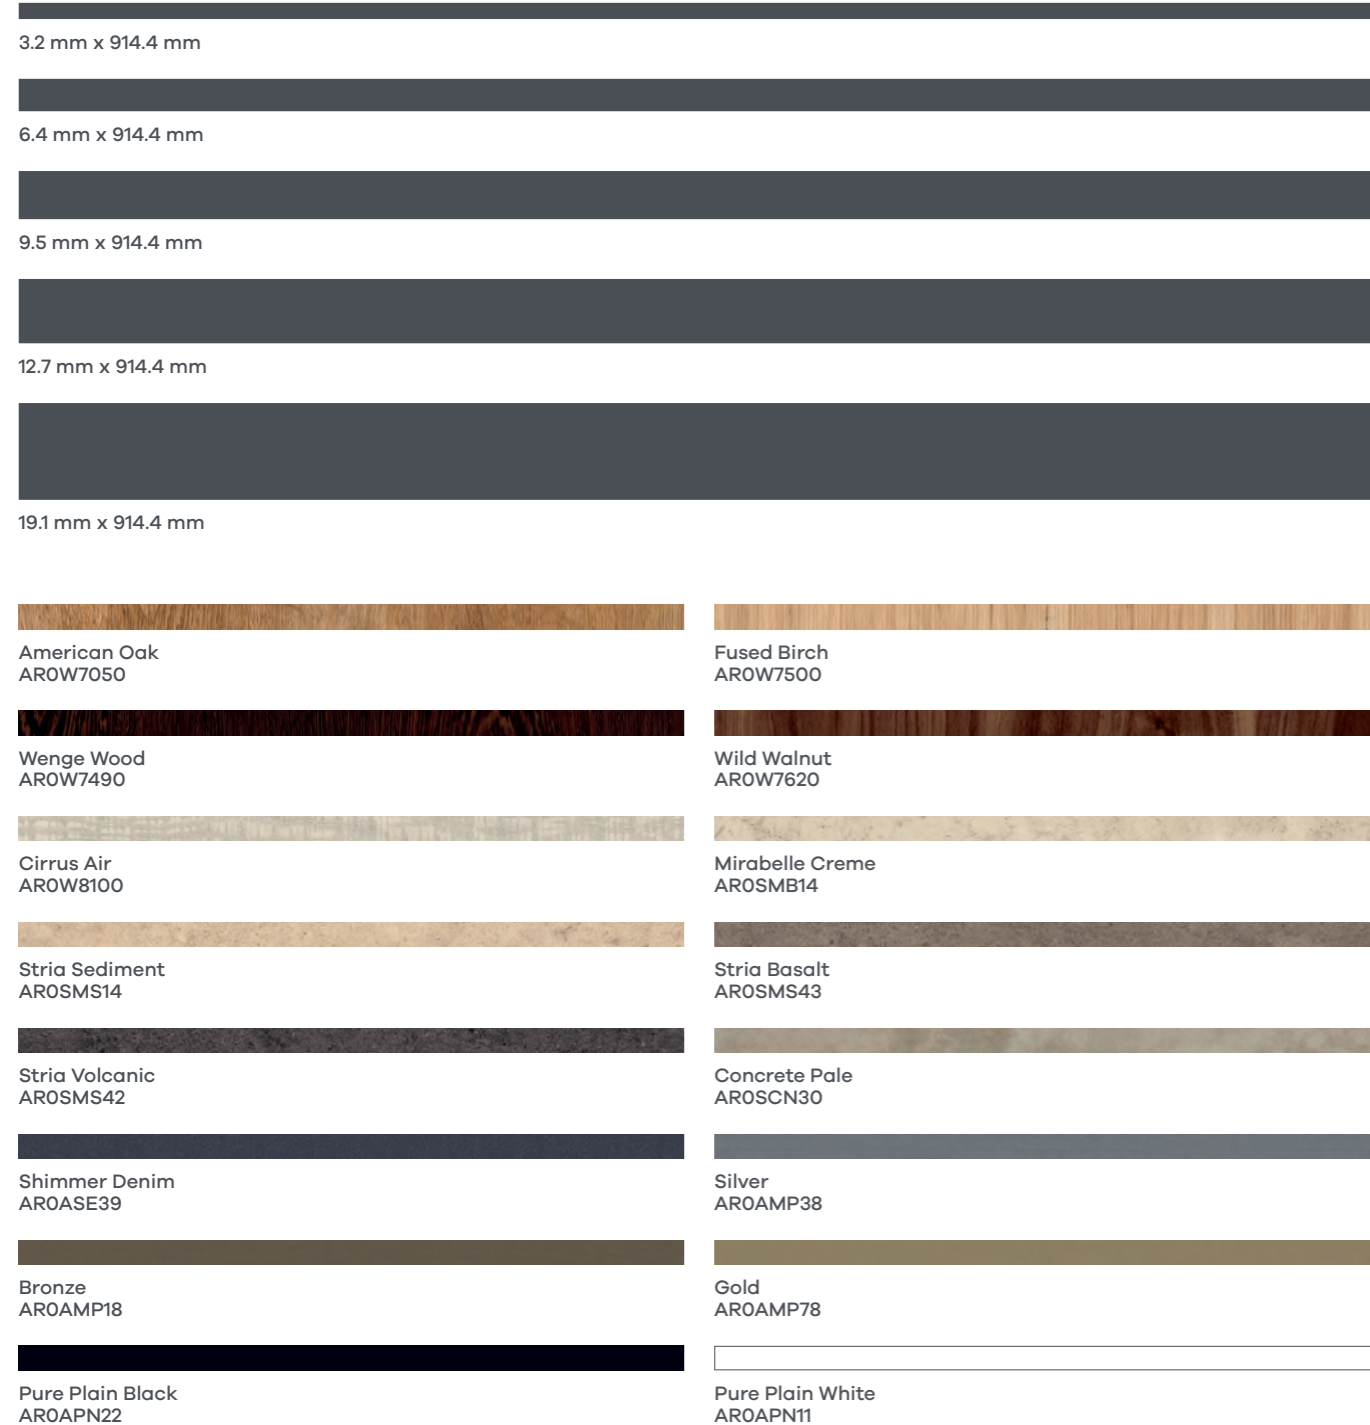 3.2 mm x 914.4 mm
6.4 mm x 914.4 mm
9.5 mm x 914.4 mm
12.7 mm x 914.4 mm
19.1 mm x 914.4 mm
American Oak
AR0W7050
Fused Birch
AR0W7500
Wenge Wood
AR0W7490
Wild Walnut
AR0W7620
Cirrus Air
AR0W8100
Mirabelle Creme
AR0SMB14
Stria Sediment
AR0SMS14
Stria Basalt
AR0SMS43
Stria Volcanic
AR0SMS42
Concrete Pale
AR0SCN30
Shimmer Denim
AR0ASE39
Silver
AR0AMP38
Bronze
AR0AMP18
Gold
AR0AMP78
Pure Plain Black
AR0APN22
Pure Plain White
AR0APN11